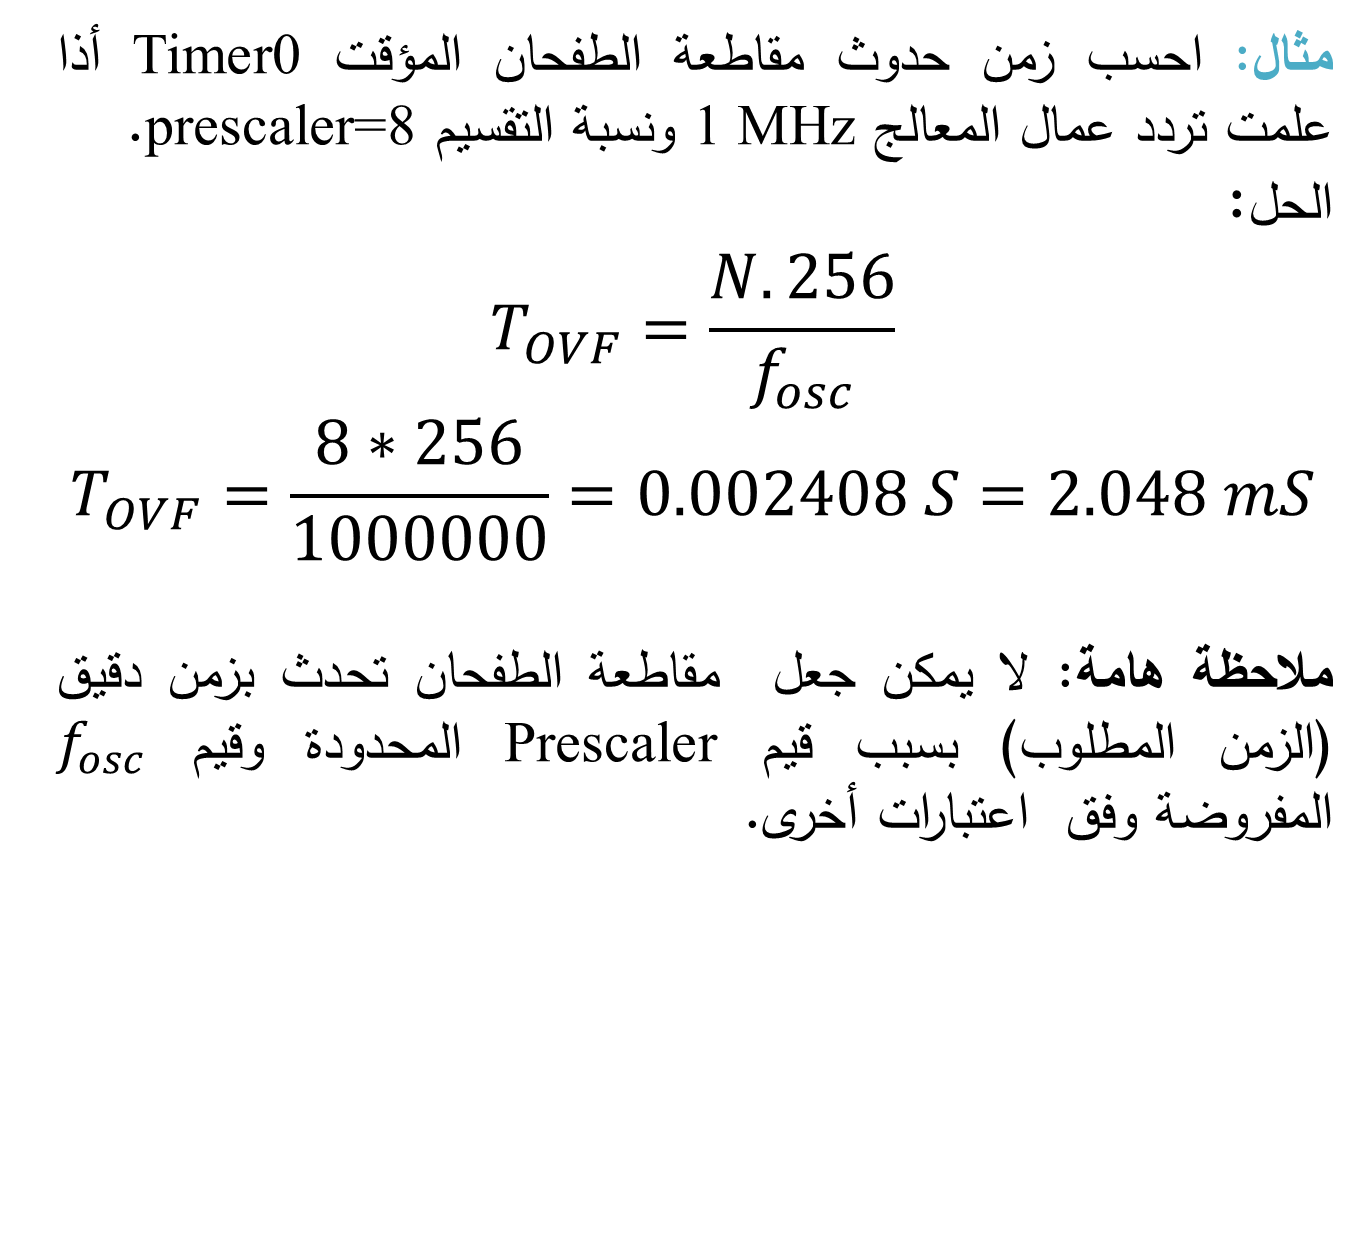 مثال: احسب زمن حدوث مقاطعة الطفحان المؤقت Timer0 أذا
علمت تردد عمال المعالج 1 MHz ونسبة التقسيم prescaler=8.
الحل:
T_OVF = N. 256 / f_osc
T_OVF = 8 * 256 / 1000000 = 0.002408 S = 2.048 mS
ملاحظة هامة: لا يمكن جعل مقاطعة الطفحان تحدث بزمن دقيق
(الزمن المطلوب) بسبب قيم Prescaler المحدودة وقيم f_osc
المفروضة وفق اعتبارات أخرى.